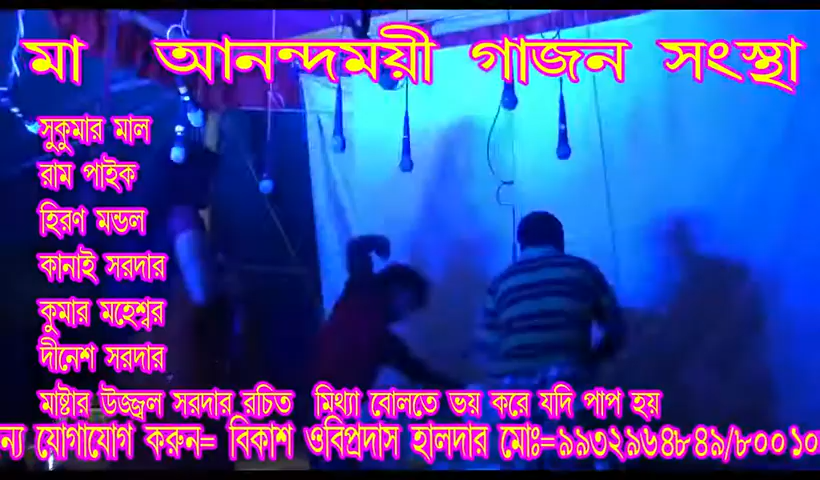 মা আনন্দময়ী গাজন সংস্থা
সুকুমার মাল
রাম পাইক
হিরণ মন্ডল
কানাই সরদার
কুমার মহেশ্বর
দীনেশ সরদার
মাষ্টার উজ্জ্বল সরদার রচিত মিথ্যা বোলতে ভয় করে যদি পাপ হয়
ন্য যোগাযোগ করুন= বিকাশ ওবিপ্রদাস হালদার মোঃ=৯৯৩২৯৬৪৮৪৯/৮০০১০